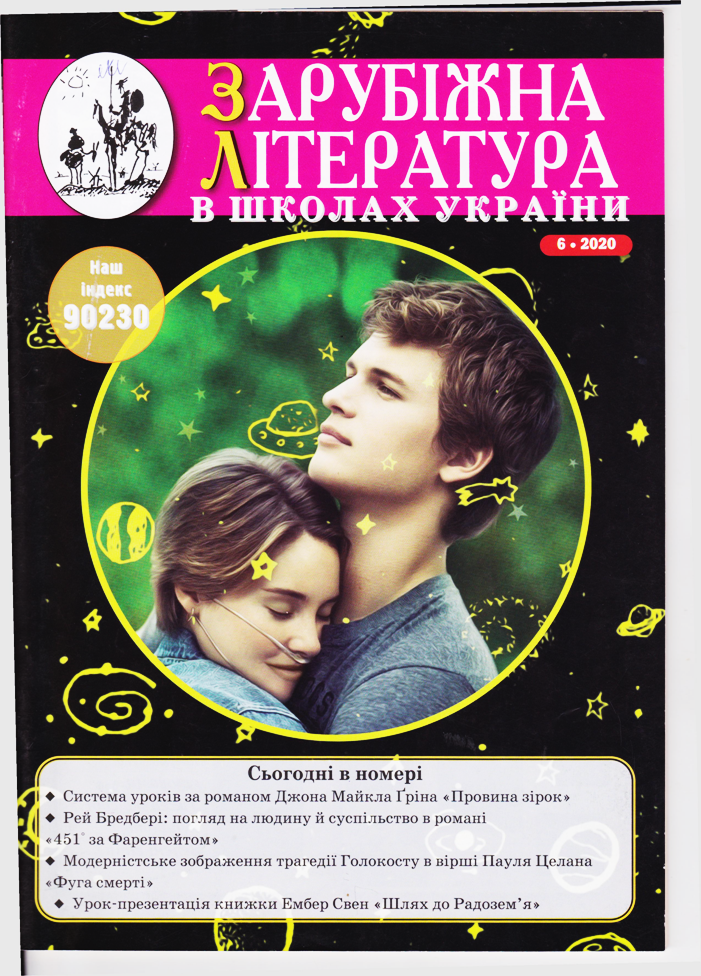 ЗАРУБІЖНА
ЛІТЕРАТУРА
В ШКОЛАХ УКРАЇНИ
6 • 2020
Наш
індекс
90230
Сьогодні в номері
◆ Система уроків за романом Джона Майкла Ґріна «Провина зірок»
◆ Рей Бредбері: погляд на людину й суспільство в романі
«451° за Фаренгейтом»
◆ Модерністське зображення трагедії Голокосту в вірші Пауля Целана
«Фуга смерті»
◆ Урок-презентація книжки Ембер Свен «Шлях до Радозем’я»